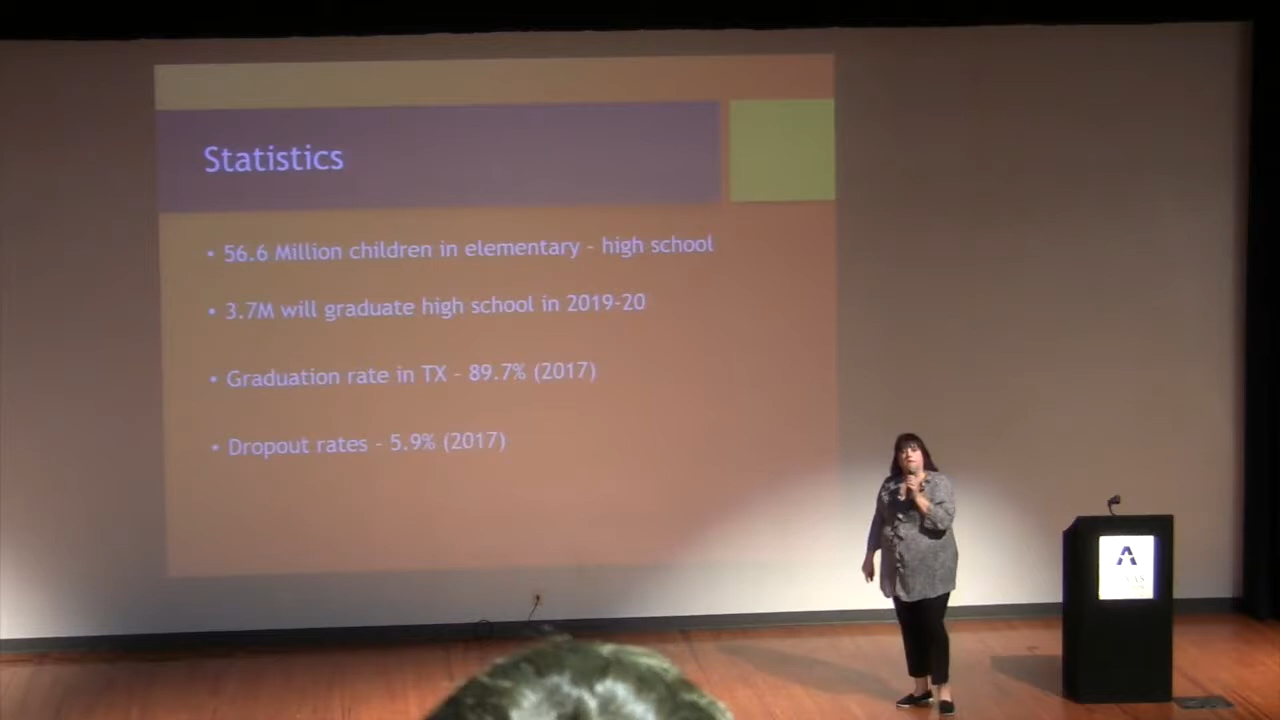 Statistics
• 56.6 Million children in elementary – high school
• 3.7M will graduate high school in 2019-20
• Graduation rate in TX – 89.7% (2017)
• Dropout rates – 5.9% (2017)